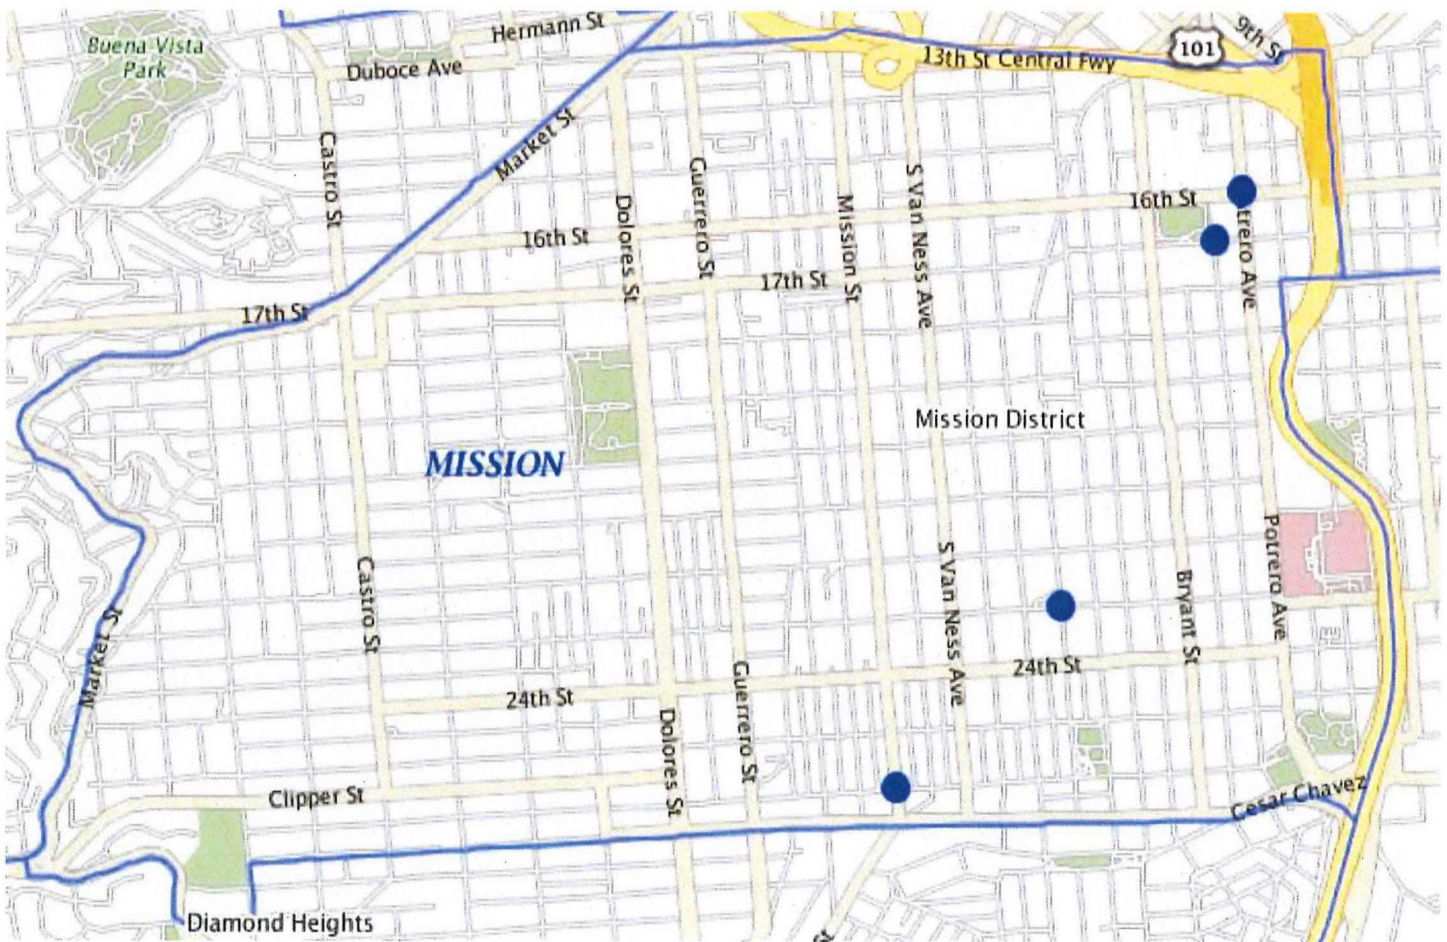 Buena Vista
Park
Hermann St
Duboce Ave
Market St
Castro St
101
9th St
13th St Central Fwy
Guerrero St
Dolores St
Mission St
S Van Ness Ave
16th St
16th St
trero Ave
17th St
17th St
Mission District
MISSION
Potrero Ave
S Van Ness Ave
Castro St
Bryant St
Market St
24th St
24th St
Guerrero St
Dolores St
Clipper St
Cesar Chavez
Diamond Heights